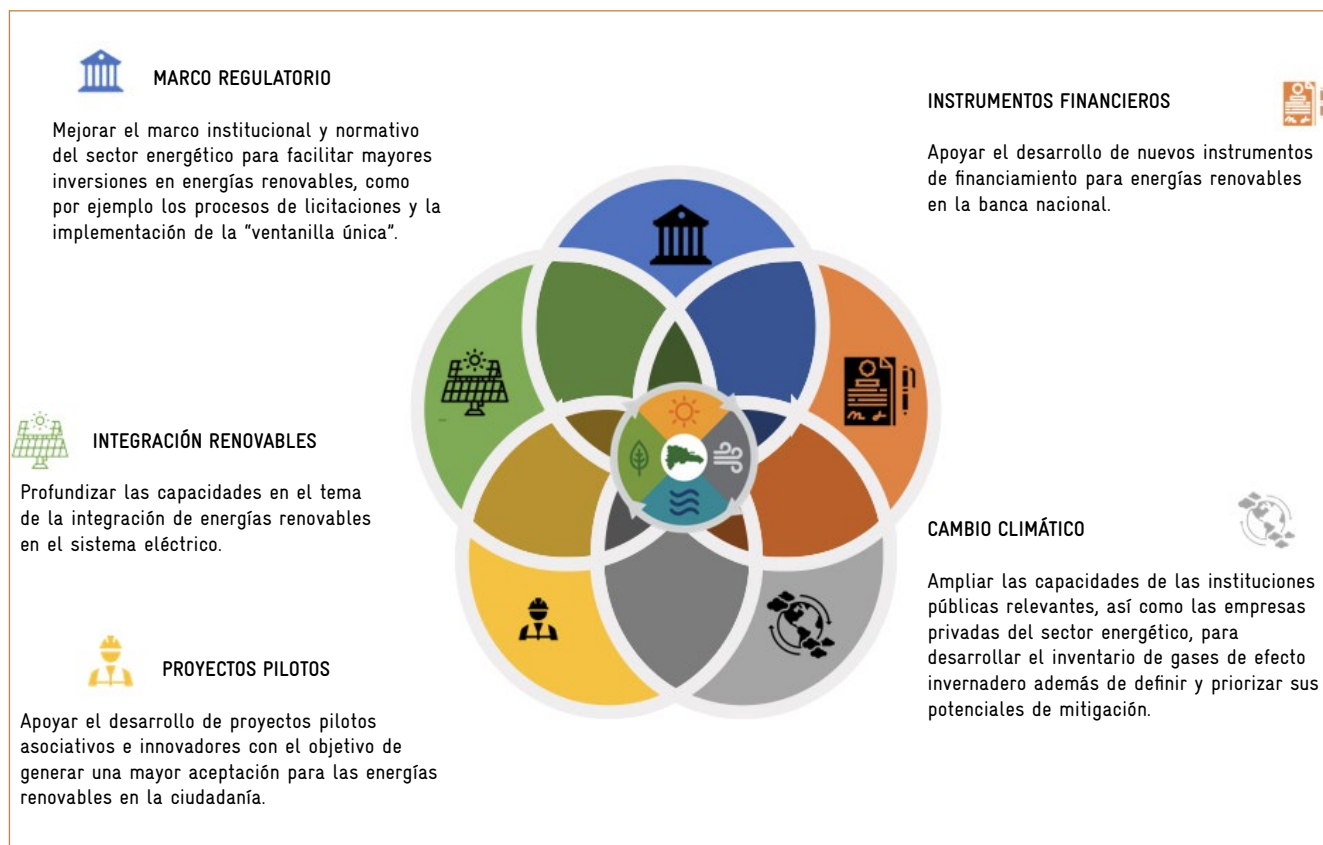 MARCO REGULATORIO
Mejorar el marco institucional y normativo
del sector energético para facilitar mayores
inversiones en energías renovables, como
por ejemplo los procesos de licitaciones y la
implementación de la “ventanilla única”.
INTEGRACIÓN RENOVABLES
Profundizar las capacidades en el tema
de la integración de energías renovables
en el sistema eléctrico.
PROYECTOS PILOTOS
Apoyar el desarrollo de proyectos pilotos
asociativos e innovadores con el objetivo de
generar una mayor aceptación para las energías
renovables en la ciudadanía.
INSTRUMENTOS FINANCIEROS
Apoyar el desarrollo de nuevos instrumentos
de financiamiento para energías renovables
en la banca nacional.
CAMBIO CLIMÁTICO
Ampliar las capacidades de las instituciones
públicas relevantes, así como las empresas
privadas del sector energético, para
desarrollar el inventario de gases de efecto
invernadero además de definir y priorizar sus
potenciales de mitigación.